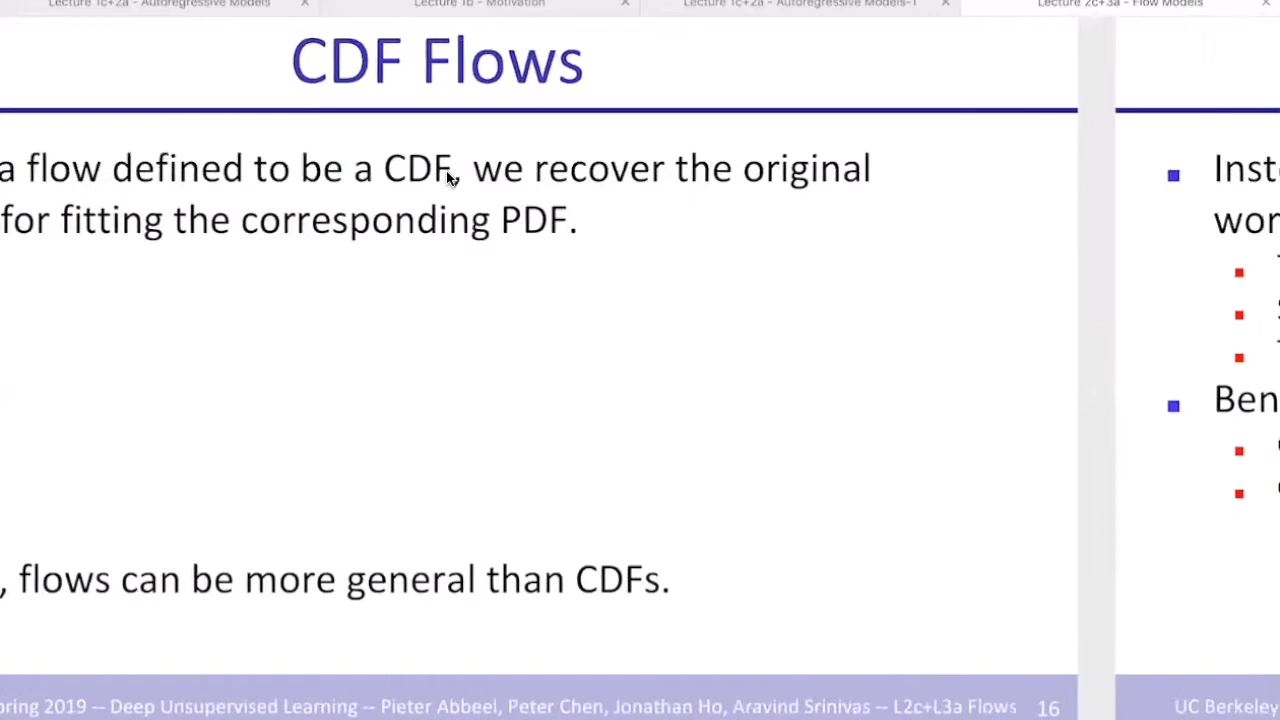 Lecture 1c+2a - Autoregressive Models
Lecture 1b - Motivation
Lecture 1c+2a - Autoregressive Models-1
Lecture 2c+3a - Flow Models
CDF Flows
a flow defined to be a CDF, we recover the original
for fitting the corresponding PDF.
, flows can be more general than CDFs.
pring 2019 -- Deep Unsupervised Learning -- Pieter Abbeel, Peter Chen, Jonathan Ho, Aravind Srinivas -- L2c+L3a Flows 16
Inst
wor
Ben
UC Berkeley